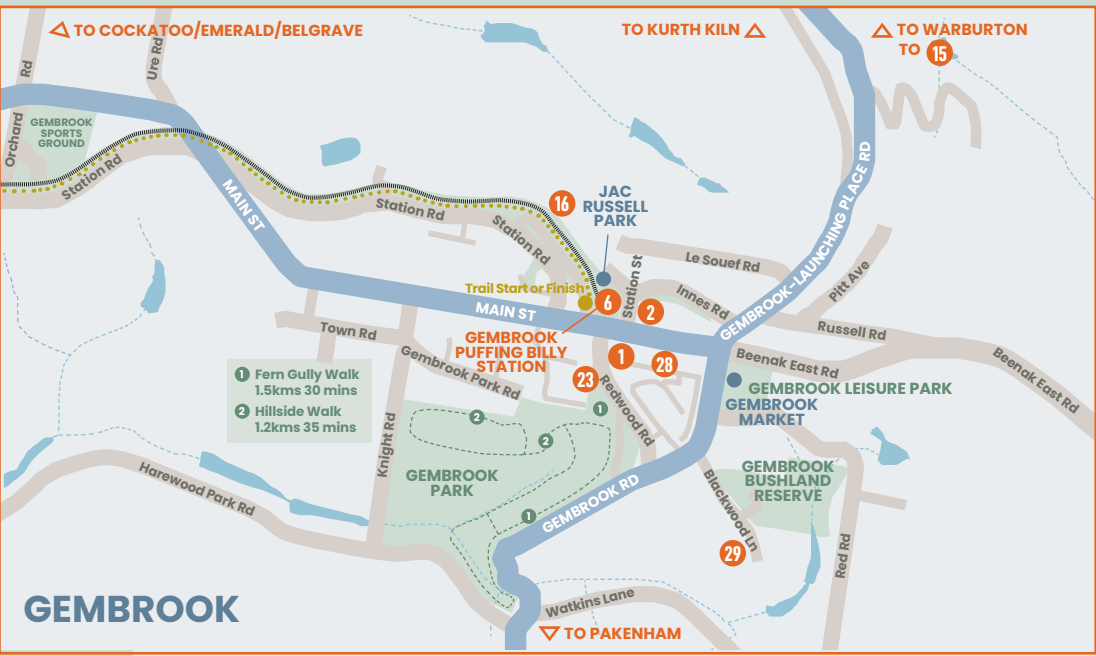 TO COCKATOO/EMERALD/BELGRAVE
TO KURTH KILN
TO WARBURTON
TO 15
Rd
Orchard
Ure Rd
GEMBROOK
SPORTS
GROUND
Station Rd
MAIN ST
Station Rd
Station Rd
16
JAC
RUSSELL
PARK
Station St
Le Souef Rd
GEMBROOK-LAUNCHING PLACE RD
Pitt Ave
Innes Rd
Russell Rd
Trail Start or Finish
6
2
MAIN ST
GEMBROOK
PUFFING BILLY
STATION
1
28
23
Town Rd
Gembrook Park Rd
Redwood Rd
Beenak East Rd
Beenak East Rd
GEMBROOK LEISURE PARK
GEMBROOK
MARKET
1 Fern Gully Walk
1.5kms 30 mins
2 Hillside Walk
1.2kms 35 mins
2
2
1
1
Knight Rd
GEMBROOK
PARK
GEMBROOK RD
GEMBROOK
BUSHLAND
RESERVE
Blackwood Ln
29
Red Rd
Harewood Park Rd
Watkins Lane
TO PAKENHAM
GEMBROOK